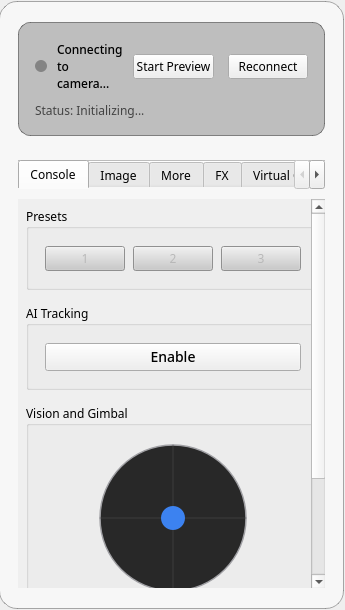 Connecting
to
camera...
Start Preview
Reconnect
Status: Initializing...
Console Image More FX Virtual
Presets
1 2 3
AI Tracking
Enable
Vision and Gimbal